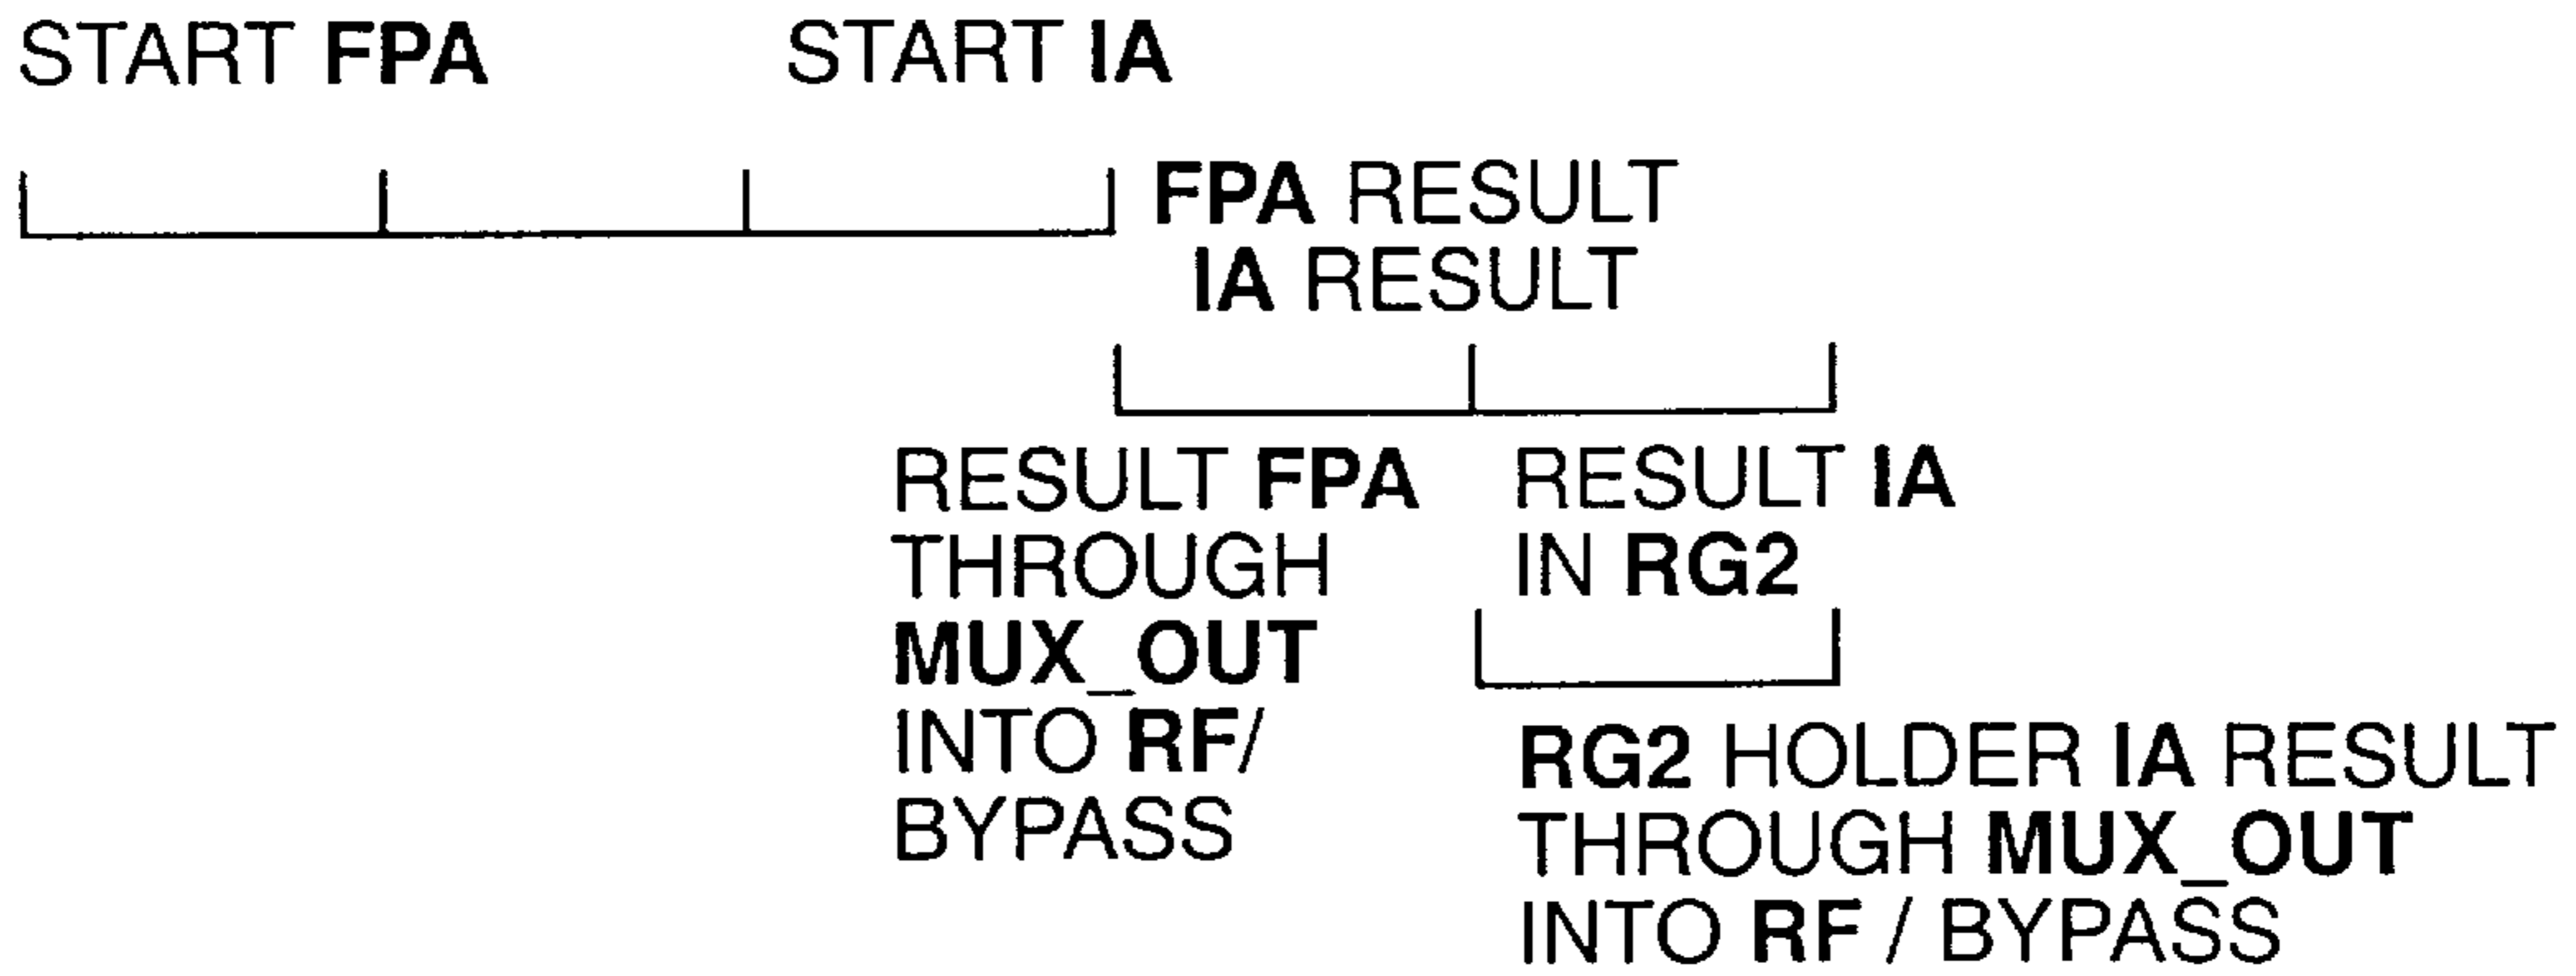 START FPA
START IA
FPA RESULT
IA RESULT
RESULT FPA
THROUGH
MUX_OUT
INTO RF/
BYPASS
RESULT IA
IN RG2
RG2 HOLDER IA RESULT
THROUGH MUX_OUT
INTO RF / BYPASS